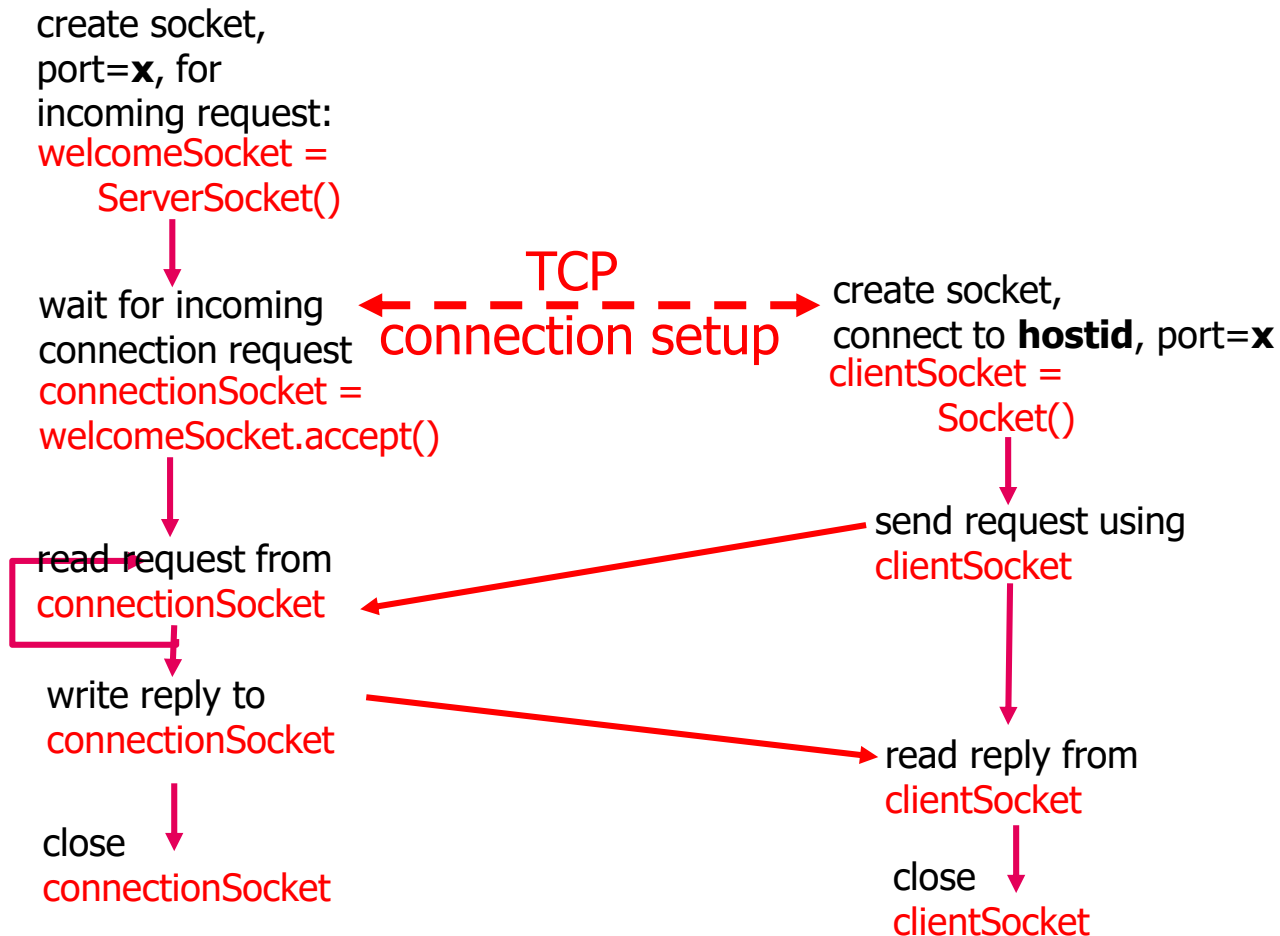 create socket,
port=x, for
incoming request:
welcomeSocket =
ServerSocket()
wait for incoming
connection request
connectionSocket =
welcomeSocket.accept()
TCP
connection setup
create socket,
connect to hostid, port=x
clientSocket =
Socket()
read request from
connectionSocket
send request using
clientSocket
write reply to
connectionSocket
read reply from
clientSocket
close
connectionSocket
close
clientSocket